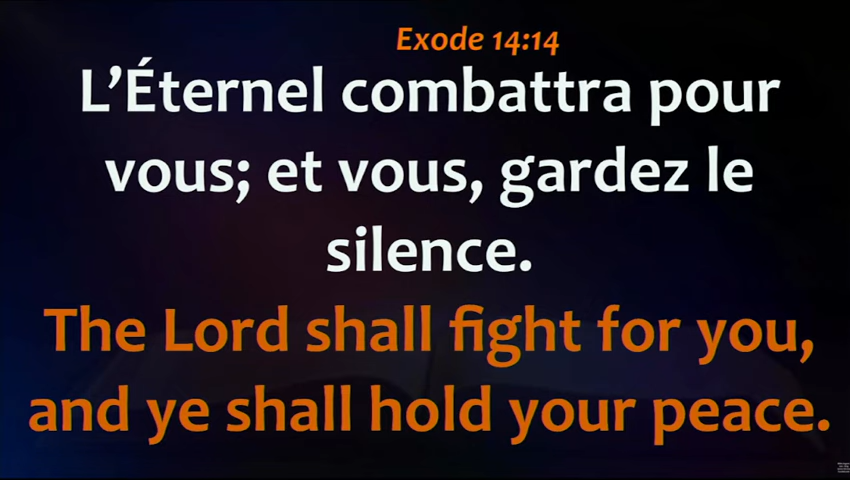 Exode 14:14
L’Éternel combattra pour
vous; et vous, gardez le
silence.
The Lord shall fight for you,
and ye shall hold your peace.